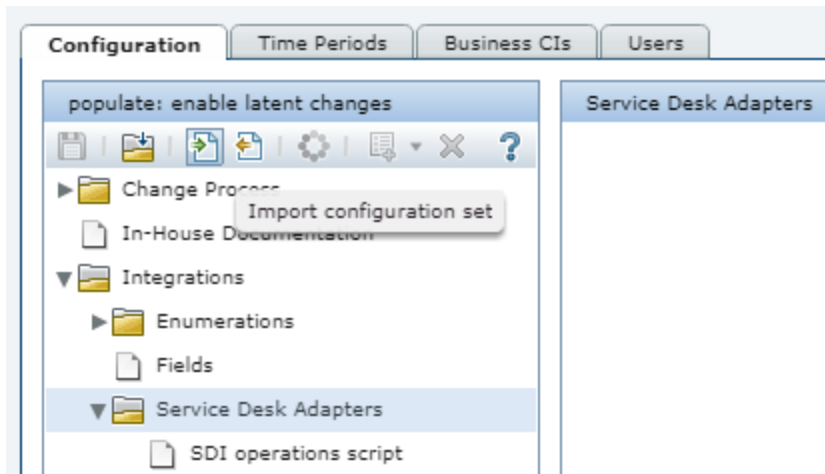 Configuration
Time Periods
Business CIs
Users
populate: enable latent changes
Service Desk Adapters
?
Change Process
Import configuration set
In-House Documentation
Integrations
Enumerations
Fields
Service Desk Adapters
SDI operations script